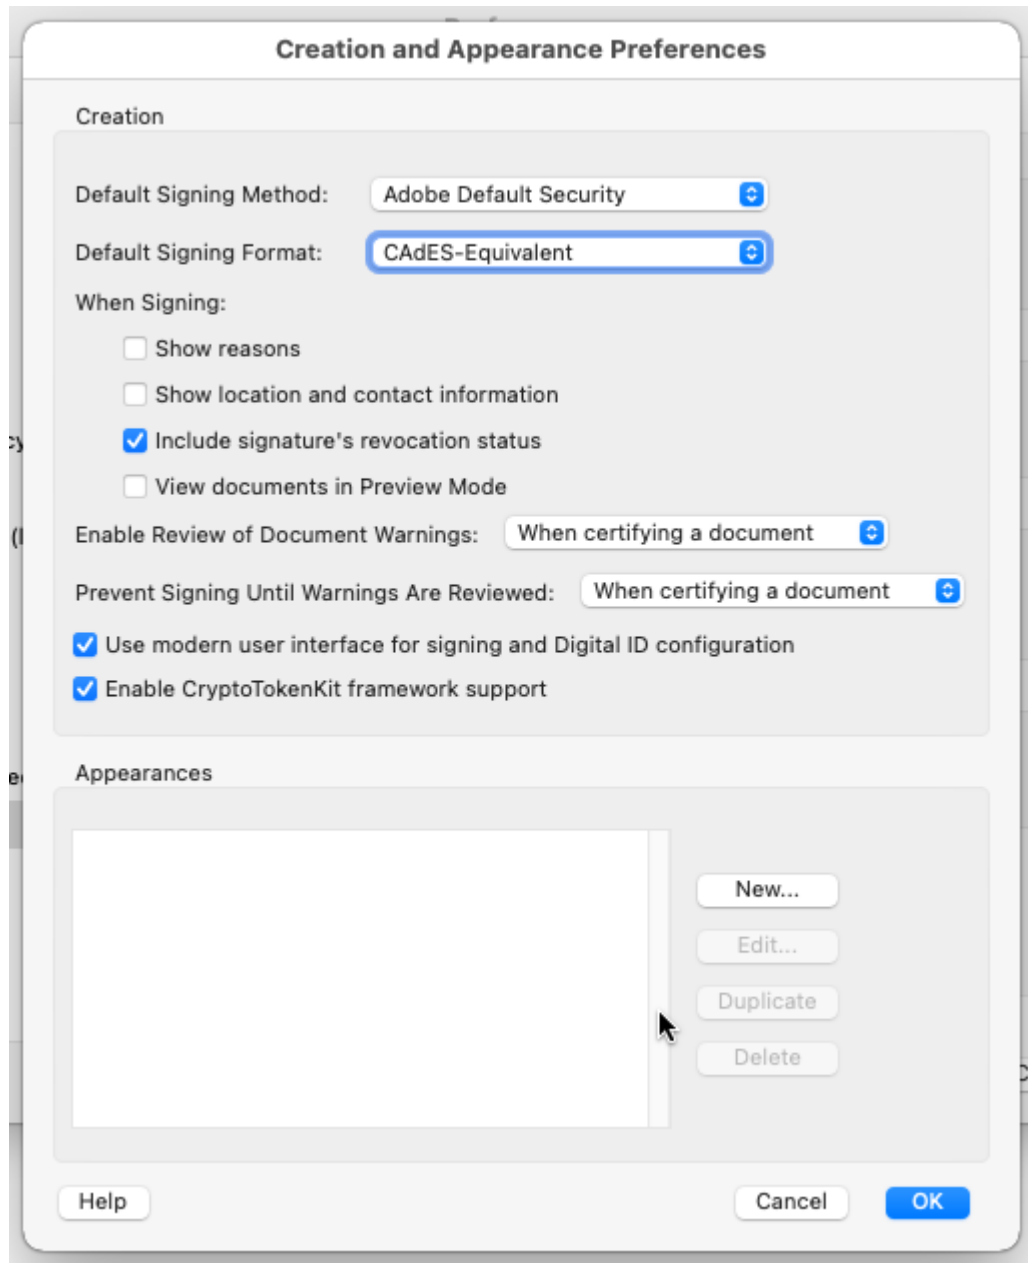 Creation and Appearance Preferences
Creation
Default Signing Method: Adobe Default Security
Default Signing Format: CAdES-Equivalent
When Signing:
Show reasons
Show location and contact information
Include signature's revocation status
View documents in Preview Mode
Enable Review of Document Warnings: When certifying a document
Prevent Signing Until Warnings Are Reviewed: When certifying a document
Use modern user interface for signing and Digital ID configuration
Enable CryptoTokenKit framework support
Appearances
New...
Edit...
Duplicate
Delete
Help Cancel OK